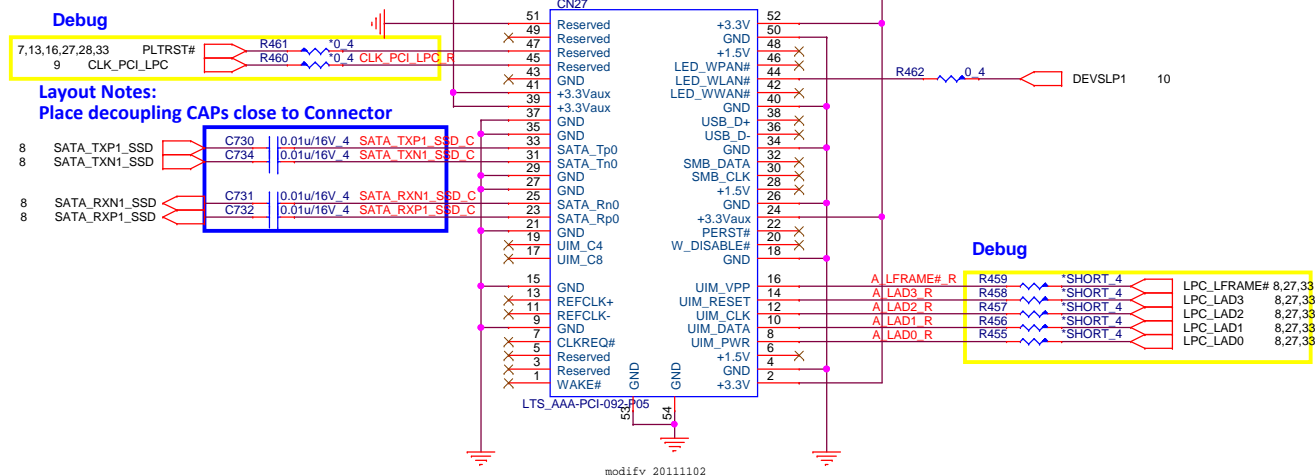 CN27
Debug
7,13,16,27,28,33 PLTRST# R461 *0_4
9 CLK_PCI_LPC R460 *0_4 CLK_PCI_LPC_R
Layout Notes:
Place decoupling CAPs close to Connector
8 SATA_TXP1_SSD C730 0.01u/16V_4 SATA_TXP1_SSD_C
8 SATA_TXN1_SSD C734 0.01u/16V_4 SATA_TXN1_SSD_C
8 SATA_RXN1_SSD C731 0.01u/16V_4 SATA_RXN1_SSD_C
8 SATA_RXP1_SSD C732 0.01u/16V_4 SATA_RXP1_SSD_C
51 Reserved
49 Reserved
47 Reserved
45 Reserved
43 GND
41 +3.3Vaux
39 +3.3Vaux
37 GND
35 GND
33 SATA_Tp0
31 SATA_Tn0
29 GND
27 GND
25 SATA_Rn0
23 SATA_Rp0
21 GND
19 UIM_C4
17 UIM_C8
15 GND
13 REFCLK+
11 REFCLK-
9 GND
7 CLKREQ#
5 Reserved
3 Reserved
1 WAKE#
+3.3V 52
GND 50
+1.5V 48
LED_WPAN# 46
LED_WLAN# 44
LED_WWAN# 42
GND 40
USB_D+ 38
USB_D- 36
GND 34
SMB_DATA 32
SMB_CLK 30
+1.5V 28
GND 26
+3.3Vaux 24
PERST# 22
W_DISABLE# 20
GND 18
UIM_VPP 16
UIM_RESET 14
UIM_CLK 12
UIM_DATA 10
UIM_PWR 8
+1.5V 6
GND 4
+3.3V 2
GND 53
GND 54
LTS_AAA-PCI-092-P05
R462 0_4 DEVSLP1 10
Debug
A_LFRAME#_R R459 *SHORT_4 LPC_LFRAME# 8,27,33
A_LAD3_R R458 *SHORT_4 LPC_LAD3 8,27,33
A_LAD2_R R457 *SHORT_4 LPC_LAD2 8,27,33
A_LAD1_R R456 *SHORT_4 LPC_LAD1 8,27,33
A_LAD0_R R455 *SHORT_4 LPC_LAD0 8,27,33
modify 20111102